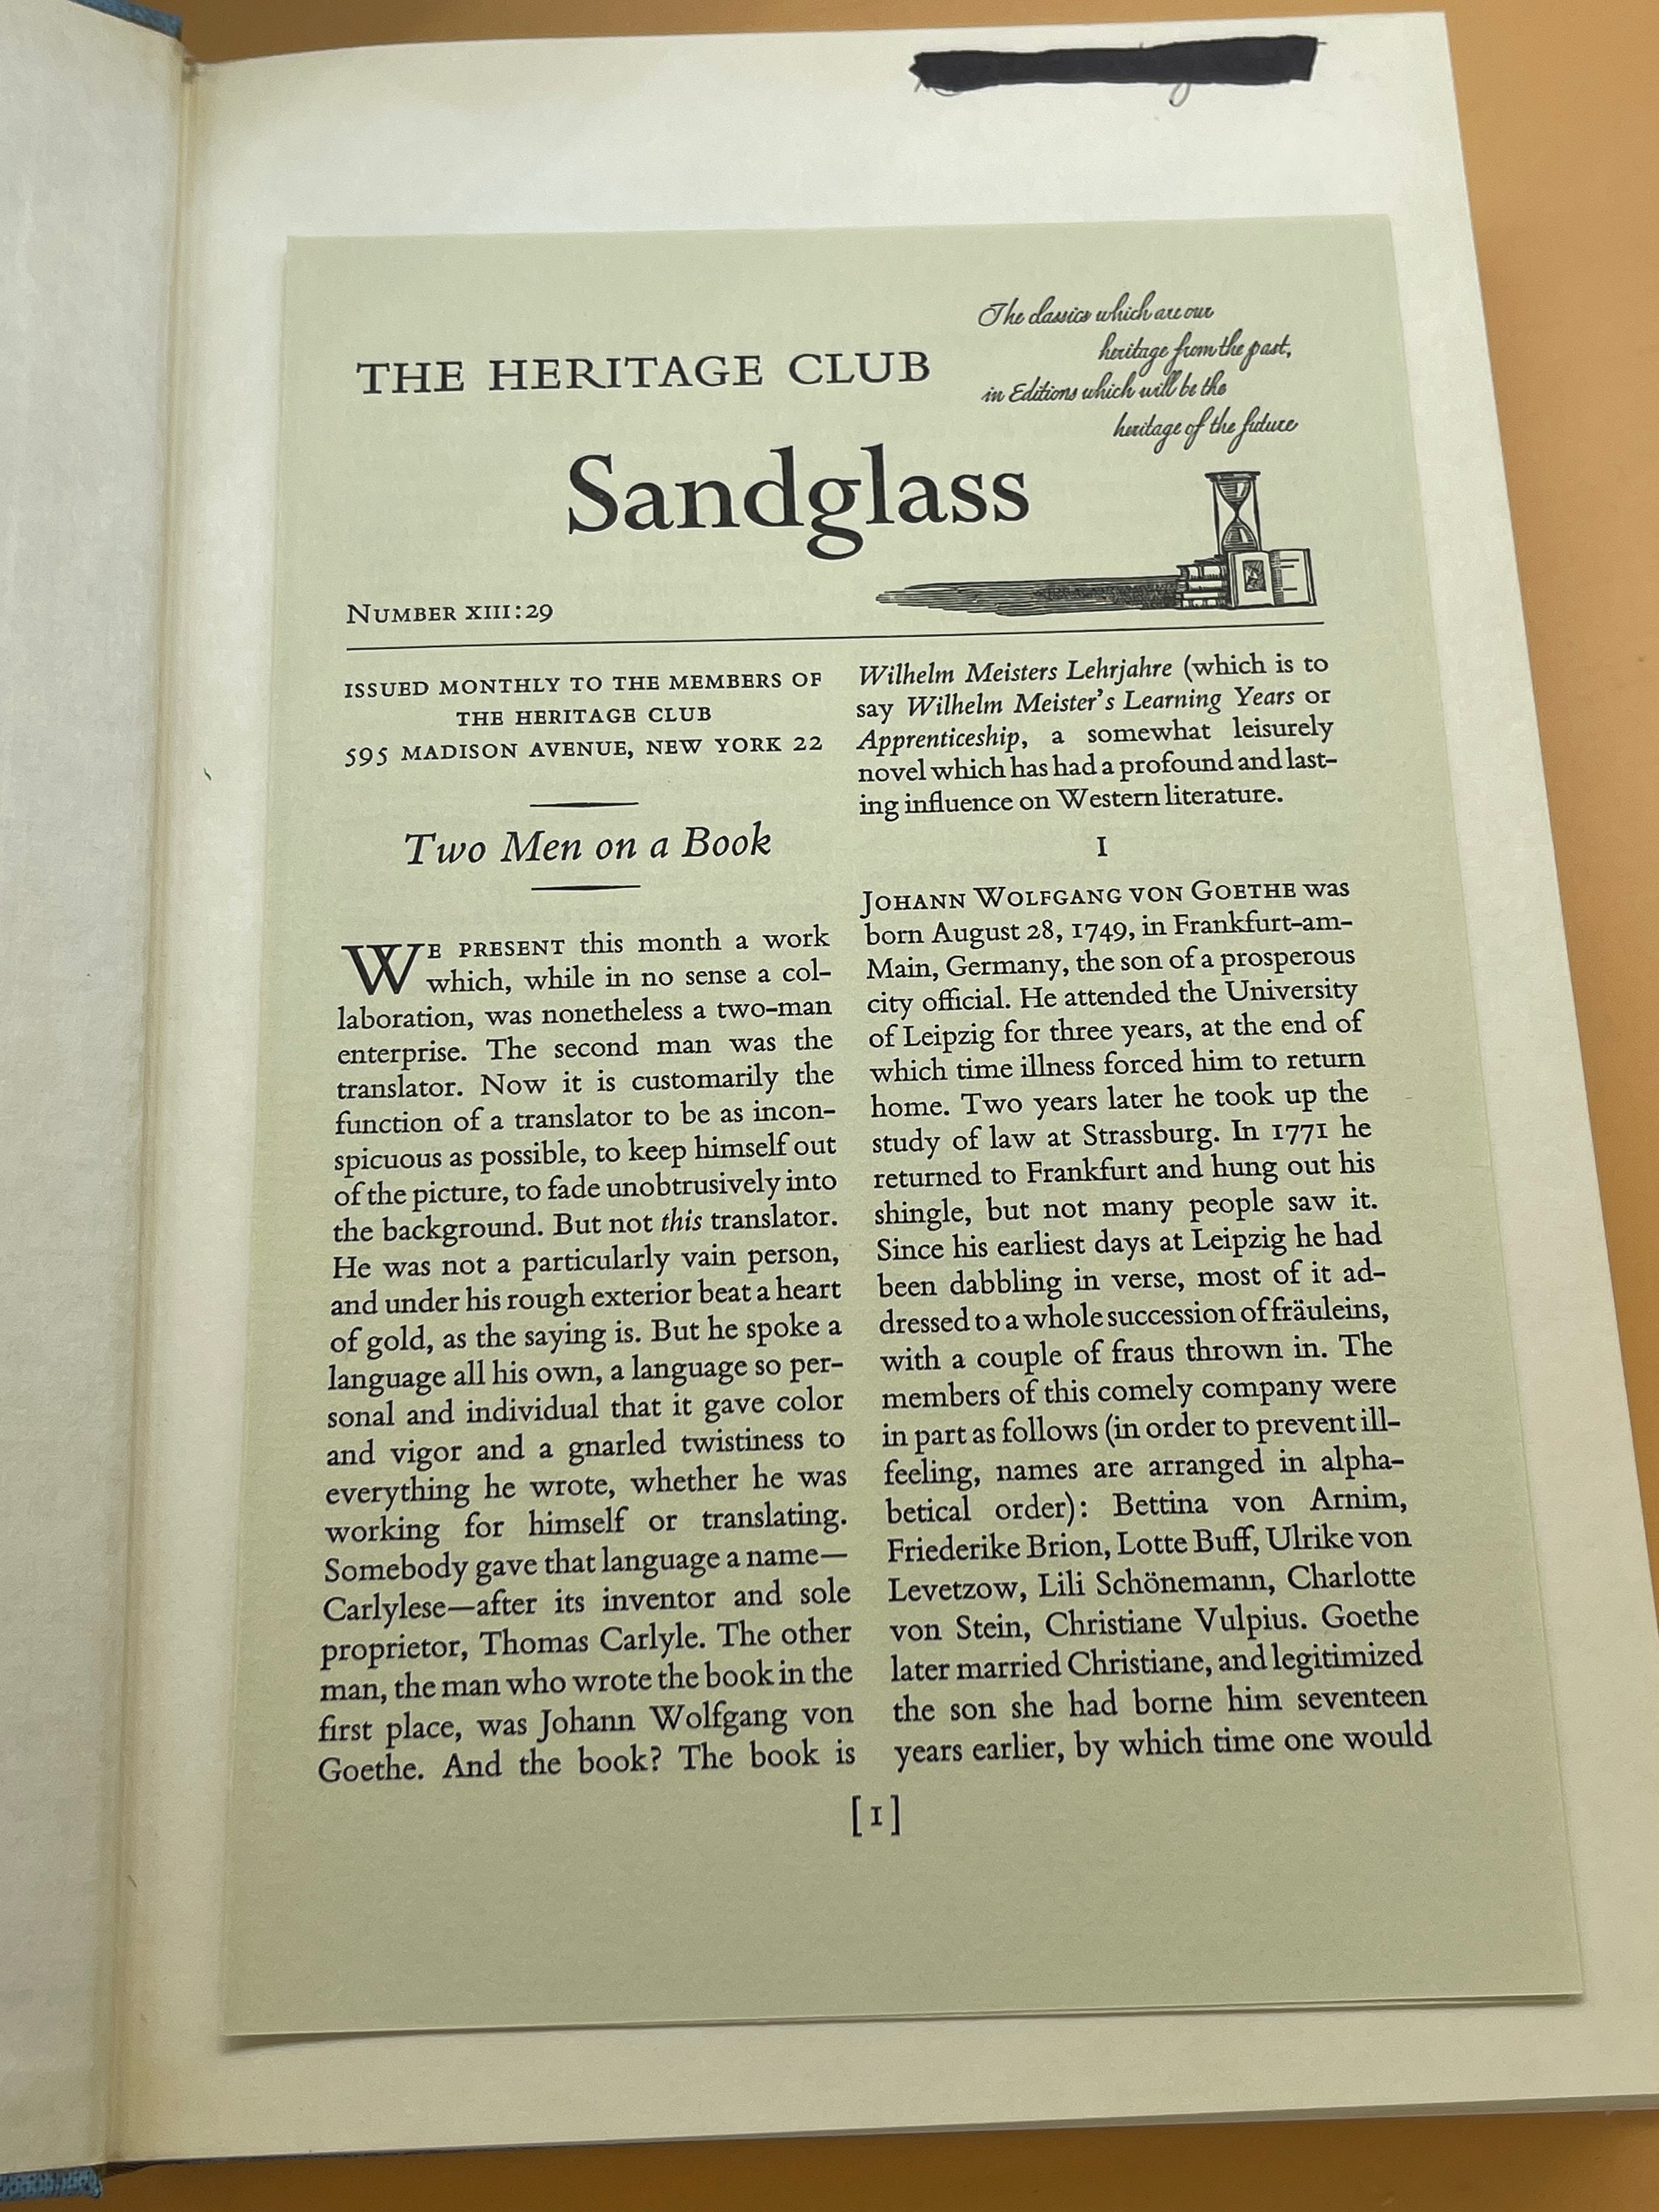 The classics which are our
heritage from the past,
in Editions which will be the
heritage of the future
THE HERITAGE CLUB
Sandglass
NUMBER XIII:29
ISSUED MONTHLY TO THE MEMBERS OF
THE HERITAGE CLUB
595 MADISON AVENUE, NEW YORK 22
Two Men on a Book
WE PRESENT this month a work
which, while in no sense a col-
laboration, was nonetheless a two-man
enterprise. The second man was the
translator. Now it is customarily the
function of a translator to be as incon-
spicuous as possible, to keep himself out
of the picture, to fade unobtrusively into
the background. But not this translator.
He was not a particularly vain person,
and under his rough exterior beat a heart
of gold, as the saying is. But he spoke a
language all his own, a language so per-
sonal and individual that it gave color
and vigor and a gnarled twistiness to
everything he wrote, whether he was
working for himself or translating.
Somebody gave that language a name—
Carlylese—after its inventor and sole
proprietor, Thomas Carlyle. The other
man, the man who wrote the book in the
first place, was Johann Wolfgang von
Goethe. And the book? The book is
Wilhelm Meisters Lehrjahre (which is to
say Wilhelm Meister's Learning Years or
Apprenticeship, a somewhat leisurely
novel which has had a profound and last-
ing influence on Western literature.
I
JOHANN WOLFGANG VON GOETHE was
born August 28, 1749, in Frankfurt-am-
Main, Germany, the son of a prosperous
city official. He attended the University
of Leipzig for three years, at the end of
which time illness forced him to return
home. Two years later he took up the
study of law at Strassburg. In 1771 he
returned to Frankfurt and hung out his
shingle, but not many people saw it.
Since his earliest days at Leipzig he had
been dabbling in verse, most of it ad-
dressed to a whole succession of fräuleins,
with a couple of fraus thrown in. The
members of this comely company were
in part as follows (in order to prevent ill-
feeling, names are arranged in alpha-
betical order): Bettina von Arnim,
Friederike Brion, Lotte Buff, Ulrike von
Levetzow, Lili Schönemann, Charlotte
von Stein, Christiane Vulpius. Goethe
later married Christiane, and legitimized
the son she had borne him seventeen
years earlier, by which time one would
[1]